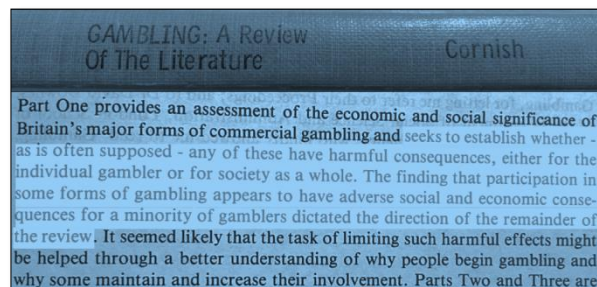 GAMBLING: A Review
Of The Literature
Cornish
Part One provides an assessment of the economic and social significance of
Britain's major forms of commercial gambling and seeks to establish whether -
as is often supposed - any of these have harmful consequences, either for the
individual gambler or for society as a whole. The finding that participation in
some forms of gambling appears to have adverse social and economic conse-
quences for a minority of gamblers dictated the direction of the remainder of
the review. It seemed likely that the task of limiting such harmful effects might
be helped through a better understanding of why people begin gambling and
why some maintain and increase their involvement. Parts Two and Three are